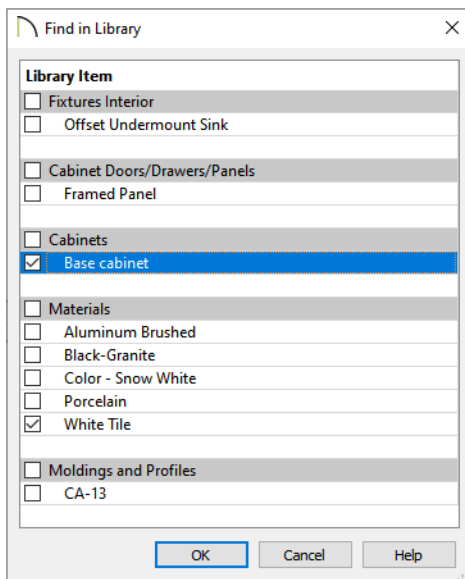 Find in Library
Library Item
Fixtures Interior
Offset Undermount Sink
Cabinet Doors/Drawers/Panels
Framed Panel
Cabinets
Base cabinet
Materials
Aluminum Brushed
Black-Granite
Color - Snow White
Porcelain
White Tile
Moldings and Profiles
CA-13
OK Cancel Help